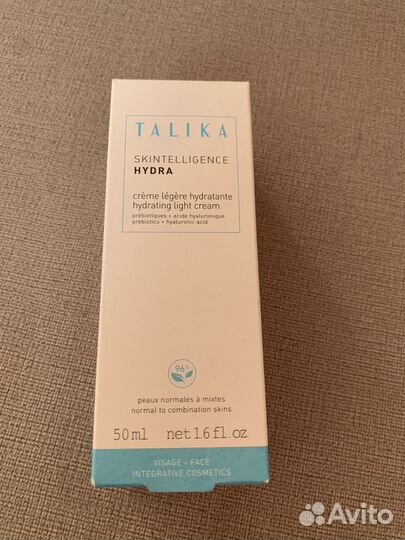 TALIKA
SKINTELLIGENCE
HYDRA
crème légère hydratante
hydrating light cream
prébiotiques + acide hyaluronique
prebiotics + hyaluronic acid
96%
peaux normales à mixtes
normal to combination skins
50ml net 1.6 fl.oz.
VISAGE - FACE
INTEGRATIVE COSMETICS
Avito